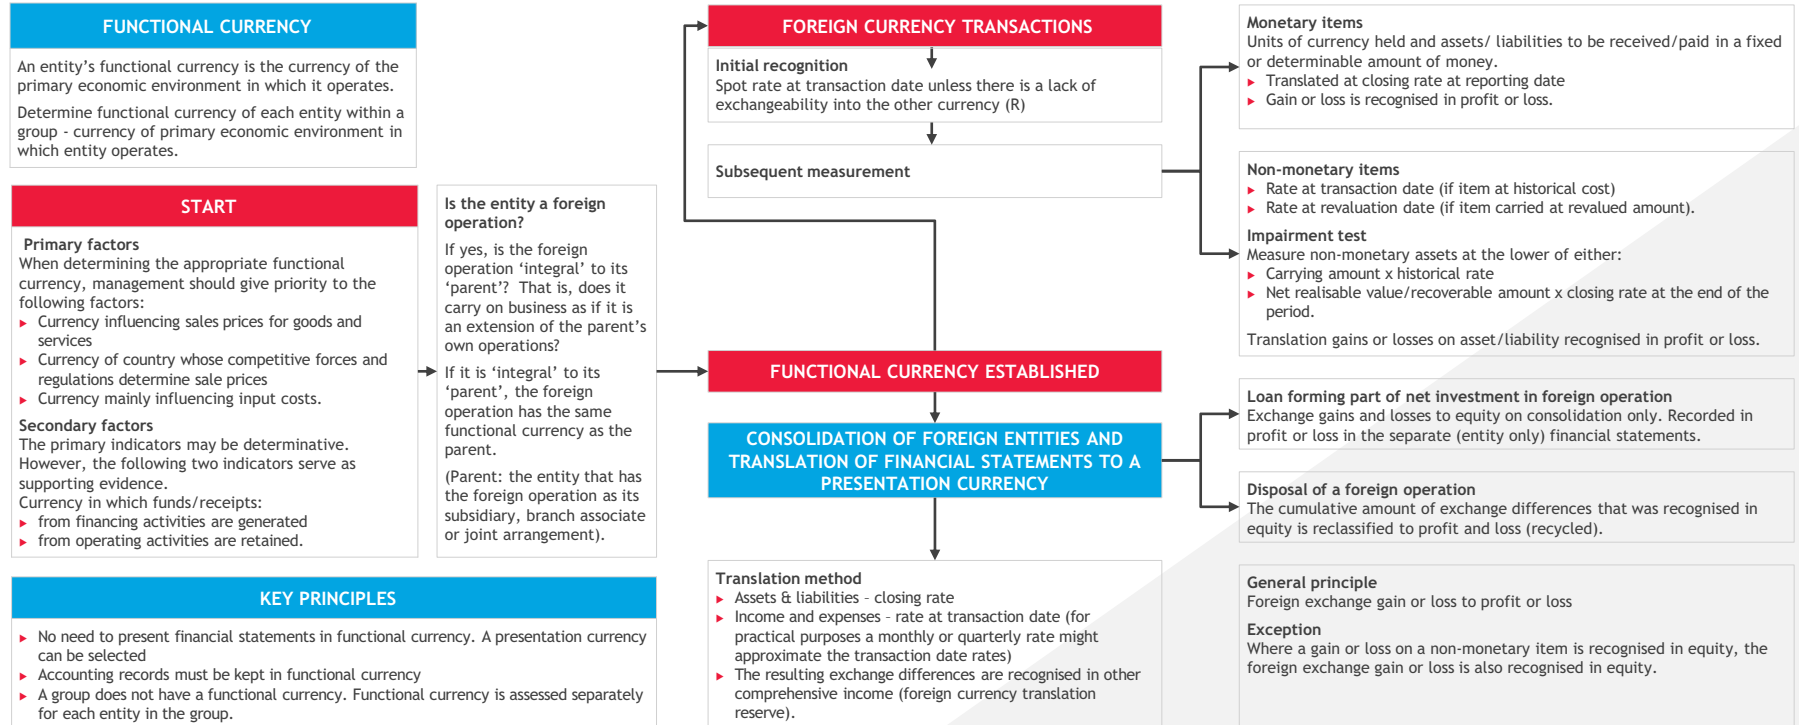 FUNCTIONAL CURRENCY
An entity's functional currency is the currency of the
primary economic environment in which it operates.
Determine functional currency of each entity within a
group - currency of primary economic environment in
which entity operates.
START
Primary factors
When determining the appropriate functional
currency, management should give priority to the
following factors:
► Currency influencing sales prices for goods and
services
► Currency of country whose competitive forces and
regulations determine sale prices
► Currency mainly influencing input costs.
Secondary factors
The primary indicators may be determinative.
However, the following two indicators serve as
supporting evidence.
Currency in which funds/receipts:
► from financing activities are generated
► from operating activities are retained.
Is the entity a foreign
operation?
If yes, is the foreign
operation ‘integral’ to its
‘parent’? That is, does it
carry on business as if it is
an extension of the parent’s
own operations?
If it is ‘integral’ to its
‘parent’, the foreign
operation has the same
functional currency as the
parent.
(Parent: the entity that has
the foreign operation as its
subsidiary, branch associate
or joint arrangement).
KEY PRINCIPLES
► No need to present financial statements in functional currency. A presentation currency
can be selected
► Accounting records must be kept in functional currency
► A group does not have a functional currency. Functional currency is assessed separately
for each entity in the group.
FOREIGN CURRENCY TRANSACTIONS
Initial recognition
Spot rate at transaction date unless there is a lack of
exchangeability into the other currency (R)
Subsequent measurement
FUNCTIONAL CURRENCY ESTABLISHED
CONSOLIDATION OF FOREIGN ENTITIES AND
TRANSLATION OF FINANCIAL STATEMENTS TO A
PRESENTATION CURRENCY
Translation method
► Assets & liabilities – closing rate
► Income and expenses – rate at transaction date (for
practical purposes a monthly or quarterly rate might
approximate the transaction date rates)
► The resulting exchange differences are recognised in other
comprehensive income (foreign currency translation
reserve).
Monetary items
Units of currency held and assets/ liabilities to be received/paid in a fixed
or determinable amount of money.
► Translated at closing rate at reporting date
► Gain or loss is recognised in profit or loss.
Non-monetary items
► Rate at transaction date (if item at historical cost)
► Rate at revaluation date (if item carried at revalued amount).
Impairment test
Measure non-monetary assets at the lower of either:
► Carrying amount x historical rate
► Net realisable value/recoverable amount x closing rate at the end of the
period.
Translation gains or losses on asset/liability recognised in profit or loss.
Loan forming part of net investment in foreign operation
Exchange gains and losses to equity on consolidation only. Recorded in
profit or loss in the separate (entity only) financial statements.
Disposal of a foreign operation
The cumulative amount of exchange differences that was recognised in
equity is reclassified to profit and loss (recycled).
General principle
Foreign exchange gain or loss to profit or loss
Exception
Where a gain or loss on a non-monetary item is recognised in equity, the
foreign exchange gain or loss is also recognised in equity.